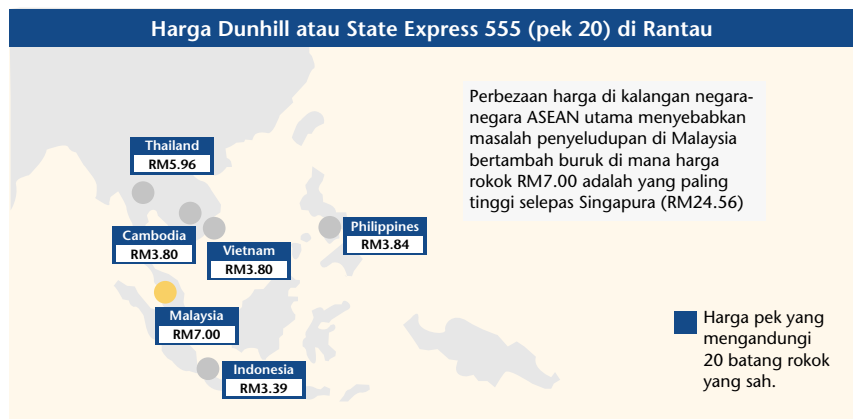 Harga Dunhill atau State Express 555 (pek 20) di Rantau
Perbezaan harga di kalangan negara-
negara ASEAN utama menyebabkan
masalah penyeludupan di Malaysia
bertambah buruk di mana harga
rokok RM7.00 adalah yang paling
tinggi selepas Singapura (RM24.56)
Thailand
RM5.96
Cambodia
RM3.80
Vietnam
RM3.80
Philippines
RM3.84
Malaysia
RM7.00
Indonesia
RM3.39
Harga pek yang
mengandungi
20 batang rokok
yang sah.